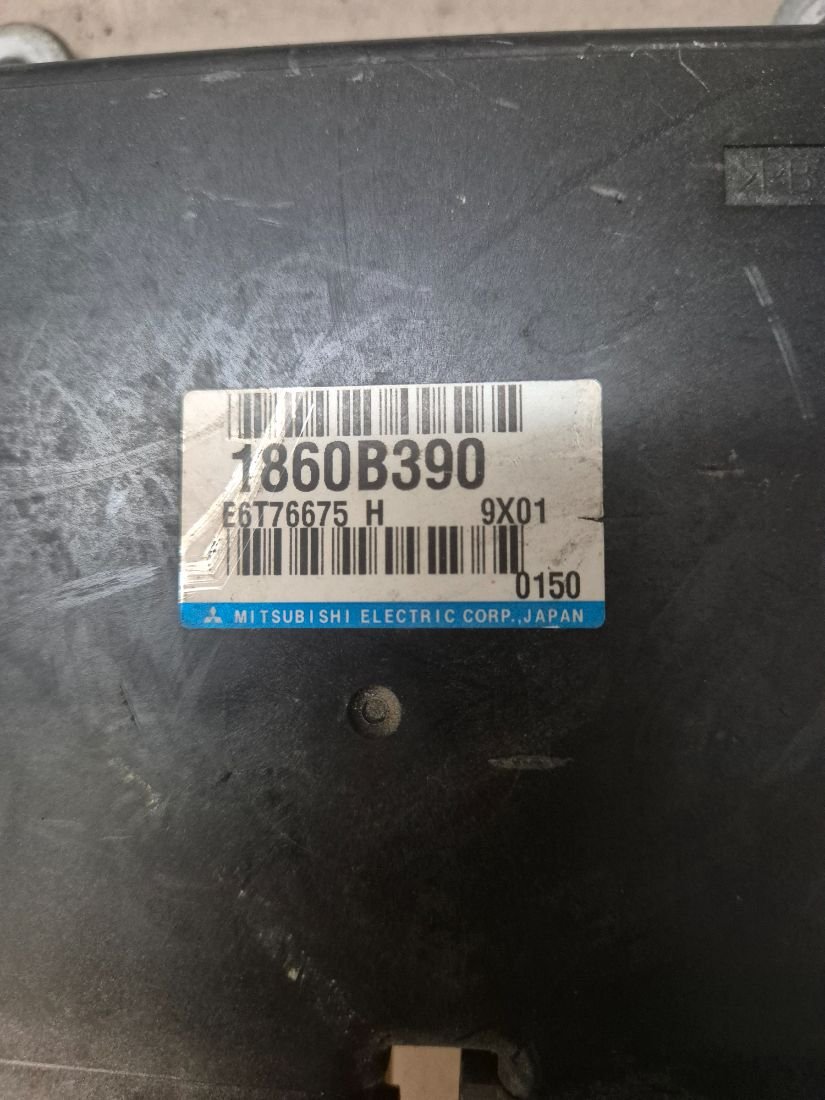 1860B390
E6T76675 H 9X01
0150
MITSUBISHI ELECTRIC CORP.,JAPAN